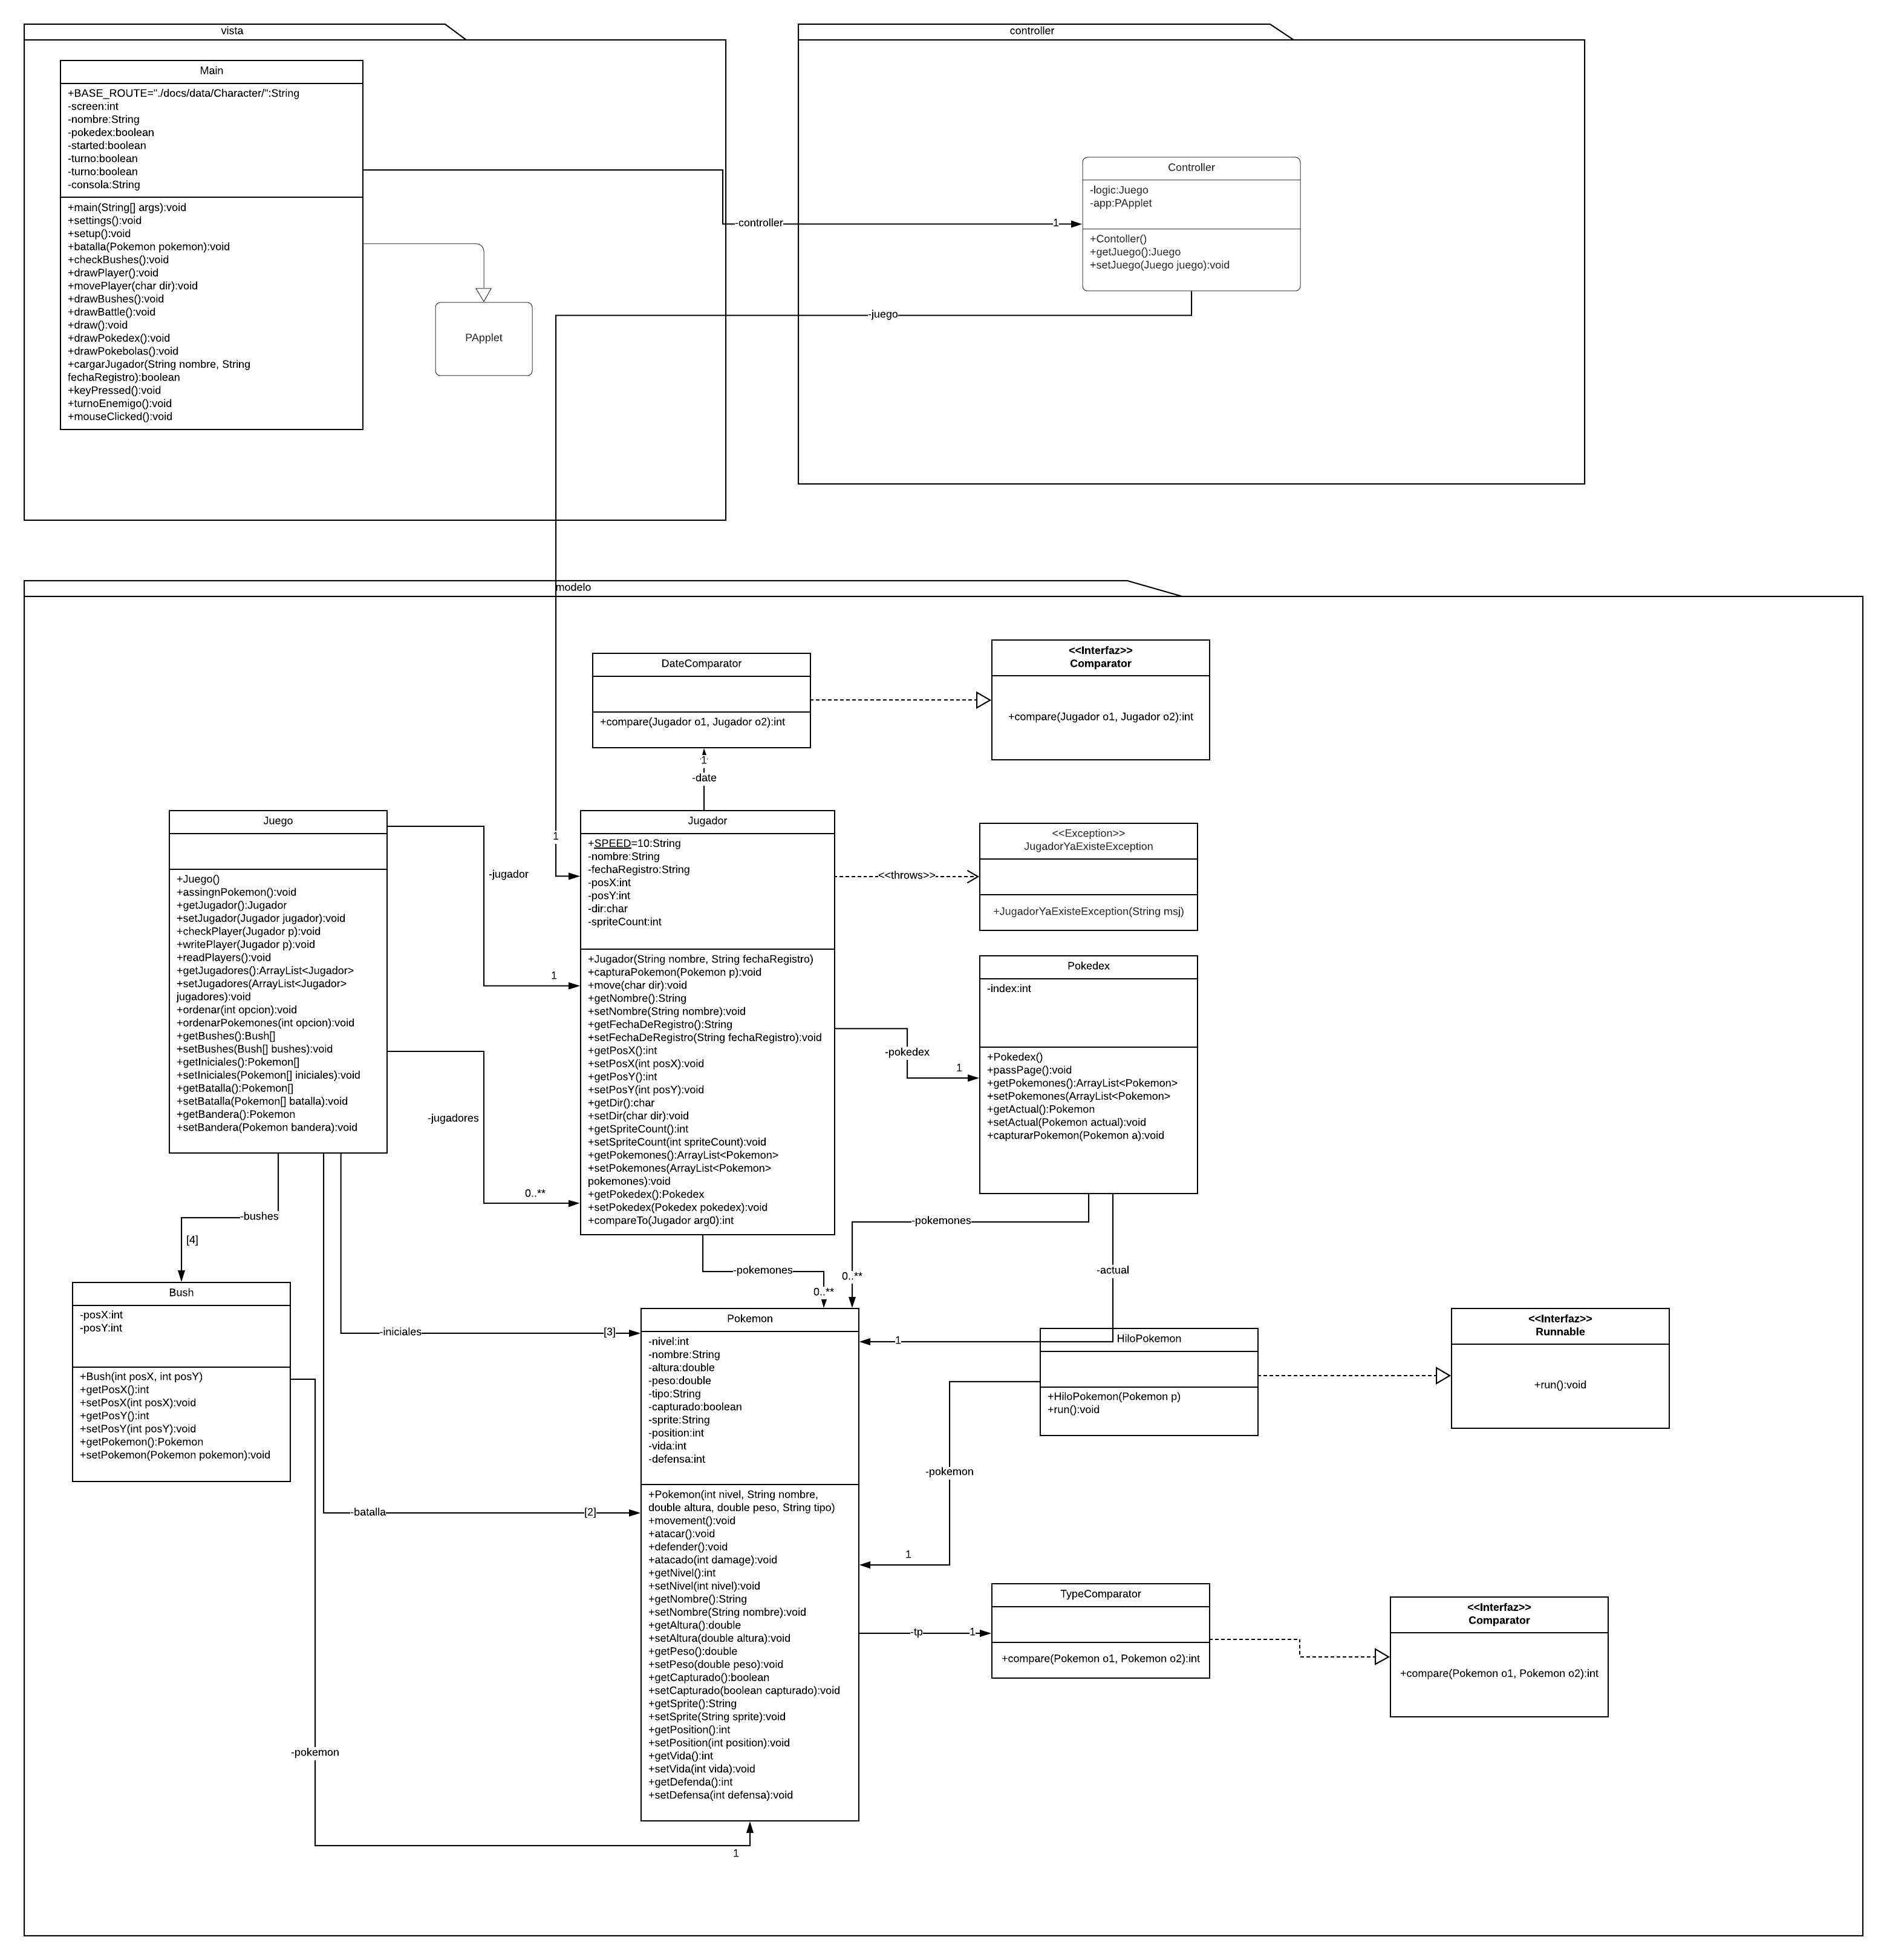 vista
Main
+BASE_ROUTE="./docs/data/Character/":String
-screen:int
-nombre:String
-pokedex:boolean
-started:boolean
-turno:boolean
-turno:boolean
-consola:String
+main(String[] args):void
+settings():void
+setup():void
+batalla(Pokemon pokemon):void
+checkBushes():void
+drawPlayer():void
+movePlayer(char dir):void
+drawBushes():void
+drawBattle():void
+draw():void
+drawPokedex():void
+drawPokebolas():void
+cargarJugador(String nombre, String
fechaRegistro):boolean
+keyPressed():void
+turnoEnemigo():void
+mouseClicked():void
PApplet
controller
-controller
1
Controller
-logic:Juego
-app:PApplet
+Contoller()
+getJuego():Juego
+setJuego(Juego juego):void
-juego
1
modelo
DateComparator
+compare(Jugador o1, Jugador o2):int
<<Interfaz>>
Comparator
+compare(Jugador o1, Jugador o2):int
1
-date
Juego
+Juego()
+assingnPokemon():void
+getJugador():Jugador
+setJugador(Jugador jugador):void
+checkPlayer(Jugador p):void
+writePlayer(Jugador p):void
+readPlayers():void
+getJugadores():ArrayList<Jugador>
+setJugadores(ArrayList<Jugador>
jugadores):void
+ordenar(int opcion):void
+ordenarPokemones(int opcion):void
+getBushes():Bush[]
+setBushes(Bush[] bushes):void
+getIniciales():Pokemon[]
+setIniciales(Pokemon[] iniciales):void
+getBatalla():Pokemon[]
+setBatalla(Pokemon[] batalla):void
+getBandera():Pokemon
+setBandera(Pokemon bandera):void
-jugador
1
-jugadores
0..**
Jugador
+SPEED=10:String
-nombre:String
-fechaRegistro:String
-posX:int
-posY:int
-dir:char
-spriteCount:int
+Jugador(String nombre, String fechaRegistro)
+capturaPokemon(Pokemon p):void
+move(char dir):void
+getNombre():String
+setNombre(String nombre):void
+getFechaDeRegistro():String
+setFechaDeRegistro(String fechaRegistro):void
+getPosX():int
+setPosX(int posX):void
+getPosY():int
+setPosY(int posY):void
+getDir():char
+setDir(char dir):void
+getSpriteCount():int
+setSpriteCount(int spriteCount):void
+getPokemones():ArrayList<Pokemon>
+setPokemones(ArrayList<Pokemon>
pokemones):void
+getPokedex():Pokedex
+setPokedex(Pokedex pokedex):void
+compareTo(Jugador arg0):int
<<throws>>
<<Exception>>
JugadorYaExisteException
+JugadorYaExisteException(String msj)
-pokedex
1
Pokedex
-index:int
+Pokedex()
+passPage():void
+getPokemones():ArrayList<Pokemon>
+setPokemones(ArrayList<Pokemon>
+getActual():Pokemon
+setActual(Pokemon actual):void
+capturarPokemon(Pokemon a):void
-bushes
[4]
-pokemones
0..**
-pokemones
0..**
-actual
1
Bush
-posX:int
-posY:int
+Bush(int posX, int posY)
+getPosX():int
+setPosX(int posX):void
+getPosY():int
+setPosY(int posY):void
+getPokemon():Pokemon
+setPokemon(Pokemon pokemon):void
-iniciales
[3]
-batalla
[2]
-pokemon
1
Pokemon
-nivel:int
-nombre:String
-altura:double
-peso:double
-tipo:String
-capturado:boolean
-sprite:String
-position:int
-vida:int
-defensa:int
+Pokemon(int nivel, String nombre,
double altura, double peso, String tipo)
+movement():void
+atacar():void
+defender():void
+atacado(int damage):void
+getNivel():int
+setNivel(int nivel):void
+getNombre():String
+setNombre(String nombre):void
+getAltura():double
+setAltura(double altura):void
+getPeso():double
+setPeso(double peso):void
+getCapturado():boolean
+setCapturado(boolean capturado):void
+getSprite():String
+setSprite(String sprite):void
+getPosition():int
+setPosition(int position):void
+getVida():int
+setVida(int vida):void
+getDefenda():int
+setDefensa(int defensa):void
HiloPokemon
+HiloPokemon(Pokemon p)
+run():void
<<Interfaz>>
Runnable
+run():void
-pokemon
1
-tp
1
TypeComparator
+compare(Pokemon o1, Pokemon o2):int
<<Interfaz>>
Comparator
+compare(Pokemon o1, Pokemon o2):int